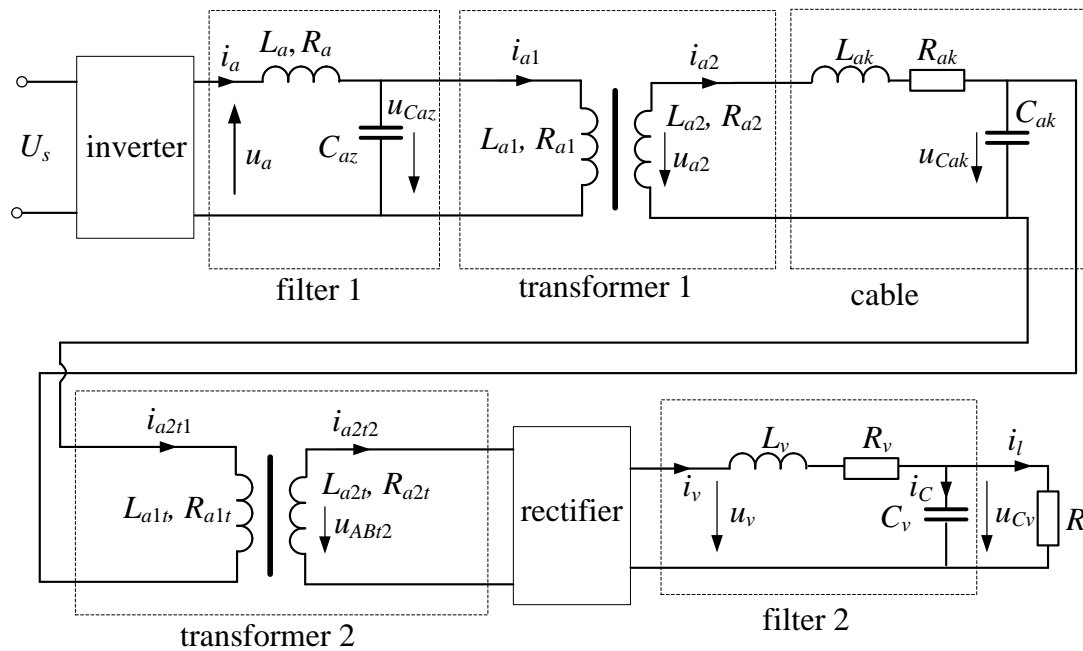 U_s
inverter
i_a
L_a, R_a
u_a
C_az
u_Caz
filter 1
i_a1
i_a2
L_a1, R_a1
L_a2, R_a2
u_a2
transformer 1
L_ak
R_ak
C_ak
u_Cak
cable
i_a2t1
i_a2t2
L_a1t, R_a1t
L_a2t, R_a2t
u_ABt2
transformer 2
rectifier
i_v
u_v
L_v
R_v
i_C
C_v
filter 2
i_l
u_Cv
R